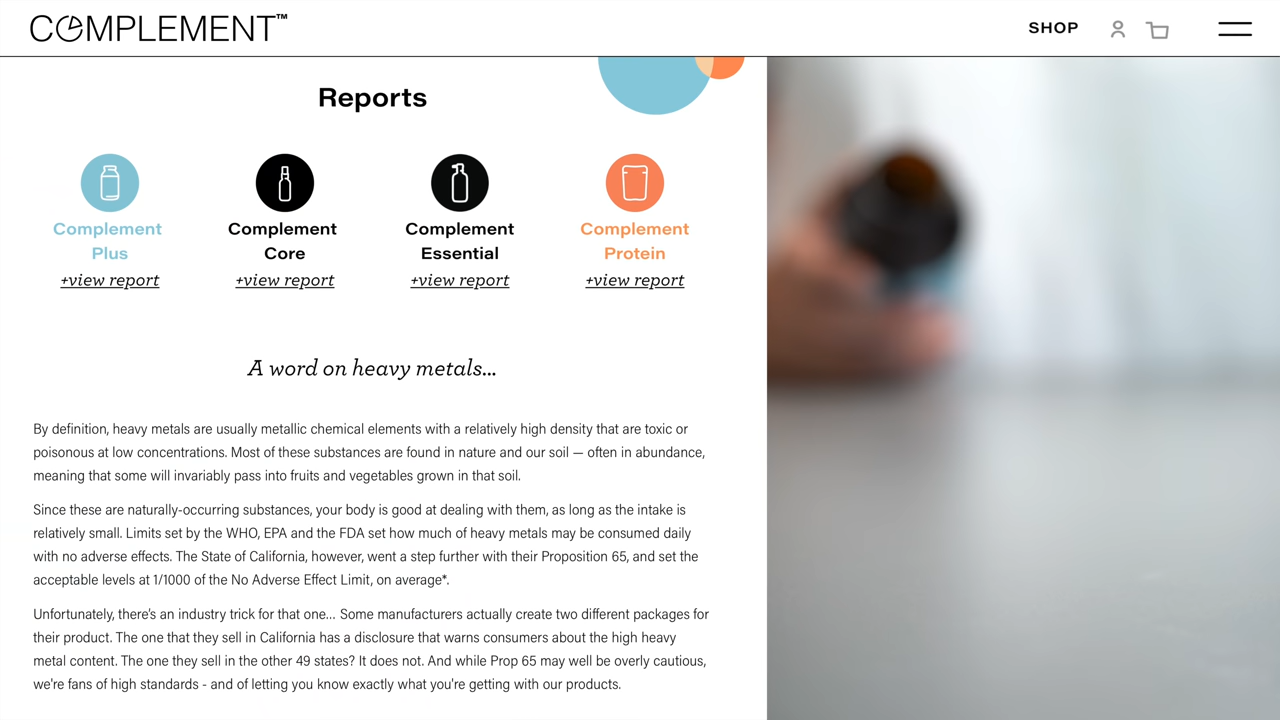 COMPLEMENT™
SHOP
Reports
Complement Plus
+view report
Complement Core
+view report
Complement Essential
+view report
Complement Protein
+view report
A word on heavy metals...
By definition, heavy metals are usually metallic chemical elements with a relatively high density that are toxic or
poisonous at low concentrations. Most of these substances are found in nature and our soil — often in abundance,
meaning that some will invariably pass into fruits and vegetables grown in that soil.
Since these are naturally-occurring substances, your body is good at dealing with them, as long as the intake is
relatively small. Limits set by the WHO, EPA and the FDA set how much of heavy metals may be consumed daily
with no adverse effects. The State of California, however, went a step further with their Proposition 65, and set the
acceptable levels at 1/1000 of the No Adverse Effect Limit, on average*.
Unfortunately, there's an industry trick for that one... Some manufacturers actually create two different packages for
their product. The one that they sell in California has a disclosure that warns consumers about the high heavy
metal content. The one they sell in the other 49 states? It does not. And while Prop 65 may well be overly cautious,
we're fans of high standards - and of letting you know exactly what you're getting with our products.